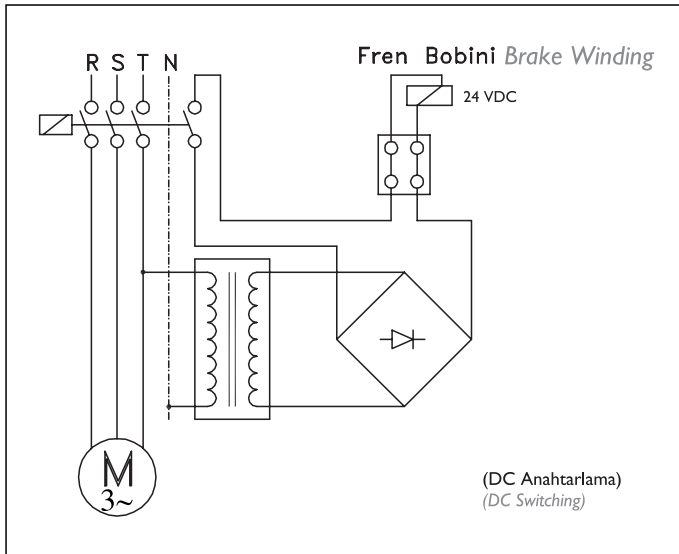 R S T N
Fren Bobini Brake Winding
24 VDC
M
3~
(DC Anahtarlama)
(DC Switching)